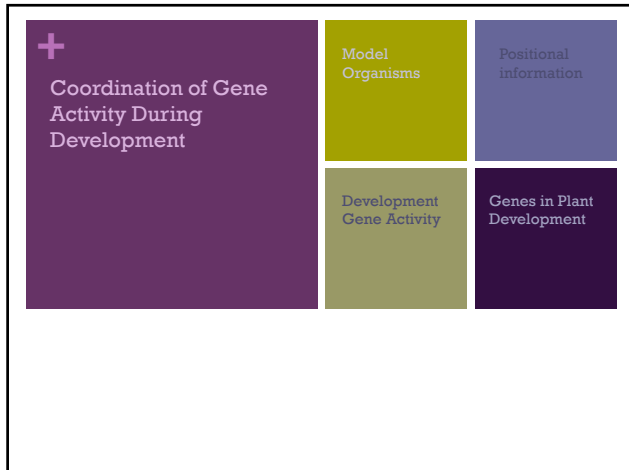 +
Coordination of Gene
Activity During
Development
Model
Organisms
Positional
information
Development
Gene Activity
Genes in Plant
Development